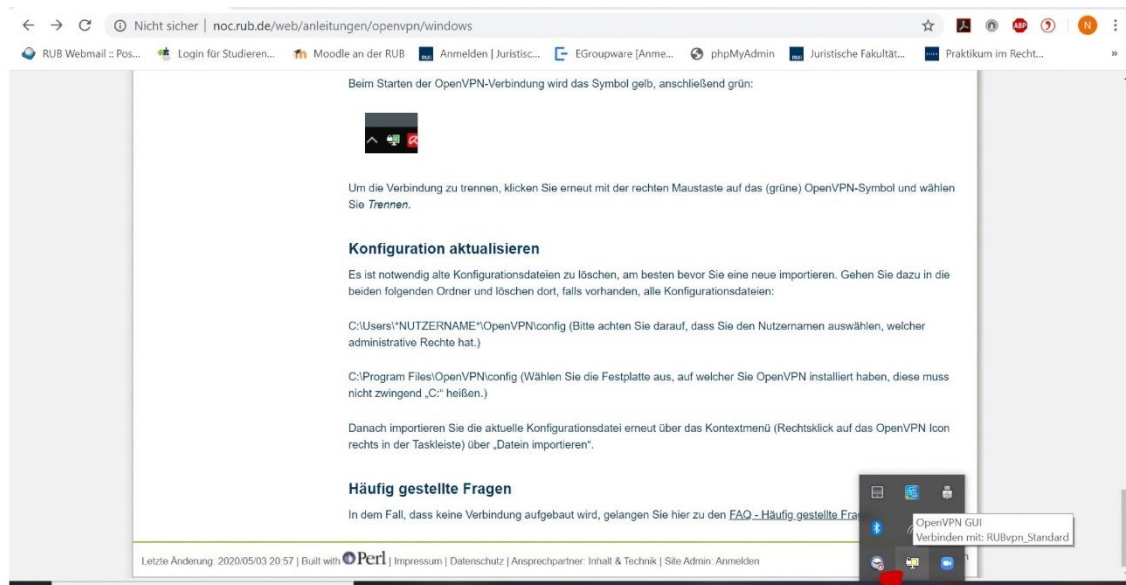 Nicht sicher | noc.rub.de/web/anleitungen/openvpn/windows
RUB Webmail :: Pos... Login für Studieren... Moodle an der RUB Anmelden | Juristisc... EGroupware [Anme... phpMyAdmin Juristische Fakultät... Praktikum im Recht... »
Beim Starten der OpenVPN-Verbindung wird das Symbol gelb, anschließend grün:
Um die Verbindung zu trennen, klicken Sie erneut mit der rechten Maustaste auf das (grüne) OpenVPN-Symbol und wählen
Sie Trennen.
Konfiguration aktualisieren
Es ist notwendig alte Konfigurationsdateien zu löschen, am besten bevor Sie eine neue importieren. Gehen Sie dazu in die
beiden folgenden Ordner und löschen dort, falls vorhanden, alle Konfigurationsdateien:
C:\Users\*NUTZERNAME*\OpenVPN\config (Bitte achten Sie darauf, dass Sie den Nutzernamen auswählen, welcher
administrative Rechte hat.)
C:\Program Files\OpenVPN\config (Wählen Sie die Festplatte aus, auf welcher Sie OpenVPN installiert haben, diese muss
nicht zwingend „C:“ heißen.)
Danach importieren Sie die aktuelle Konfigurationsdatei erneut über das Kontextmenü (Rechtsklick auf das OpenVPN Icon
rechts in der Taskleiste) über „Datein importieren“.
Häufig gestellte Fragen
In dem Fall, dass keine Verbindung aufgebaut wird, gelangen Sie hier zu den FAQ - Häufig gestellte Fra
OpenVPN GUI
Verbinden mit: RUBvpn_Standard
Letzte Änderung: 2020/05/03 20:57 | Built with Perl | Impressum | Datenschutz | Ansprechpartner: Inhalt & Technik | Site Admin: Anmelden